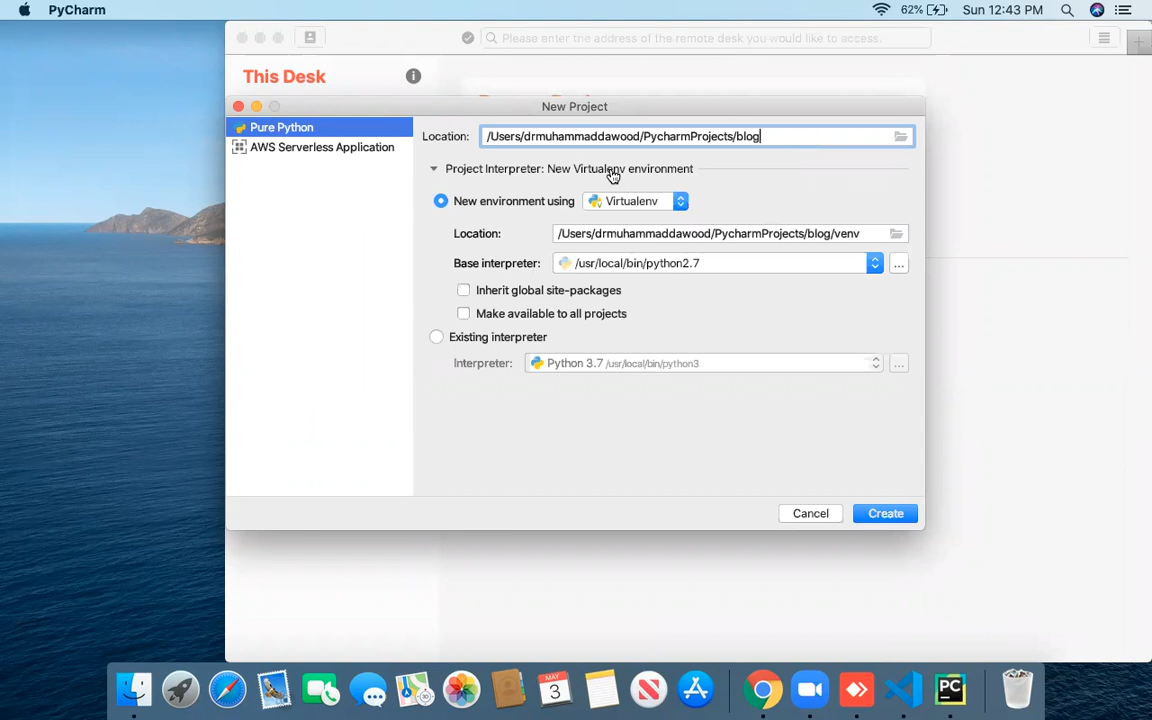 PyCharm
62%
Sun 12:43 PM
Please enter the address of the remote desk you would like to access.
This Desk
New Project
Pure Python
AWS Serverless Application
Location:
/Users/drmuhammaddawood/PycharmProjects/blog
Project Interpreter: New Virtualenv environment
New environment using
Virtualenv
Location:
/Users/drmuhammaddawood/PycharmProjects/blog/venv
Base interpreter:
/usr/local/bin/python2.7
...
Inherit global site-packages
Make available to all projects
Existing interpreter
Interpreter:
Python 3.7 /usr/local/bin/python3
...
Cancel
Create
MAY
3
PC